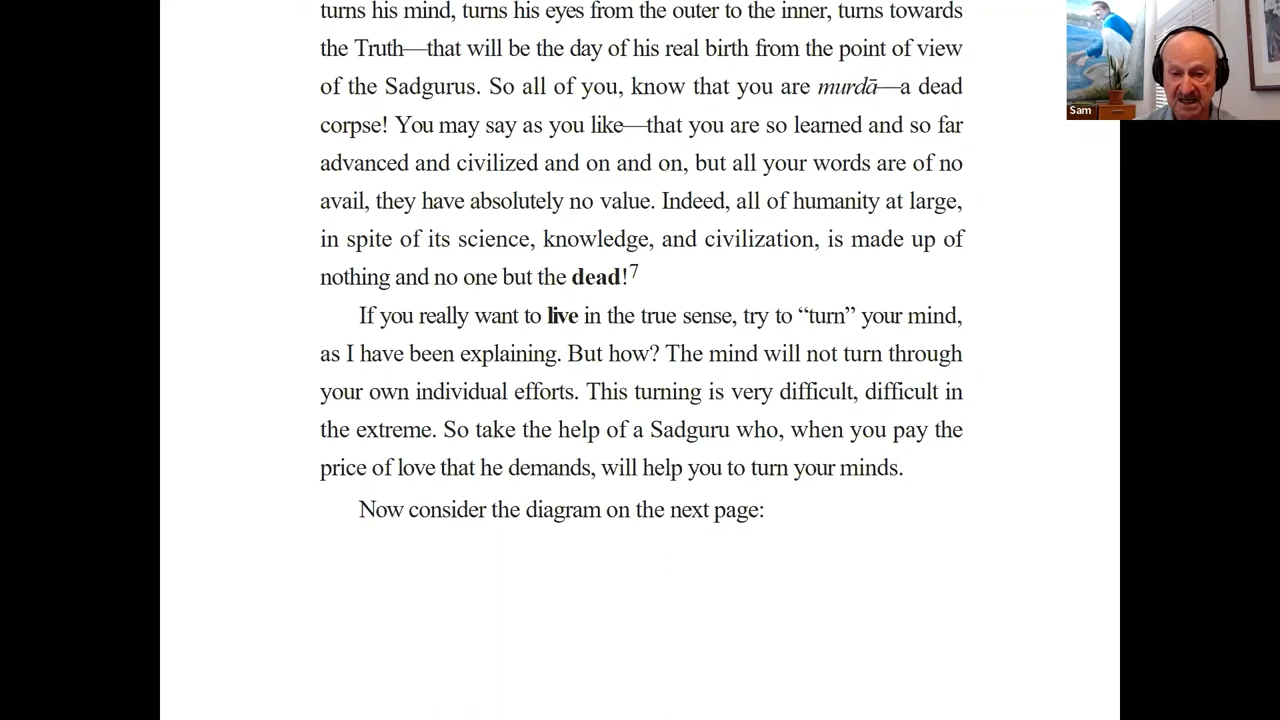 turns his mind, turns his eyes from the outer to the inner, turns towards
the Truth—that will be the day of his real birth from the point of view
of the Sadgurus. So all of you, know that you are murdā—a dead
corpse! You may say as you like—that you are so learned and so far
advanced and civilized and on and on, but all your words are of no
avail, they have absolutely no value. Indeed, all of humanity at large,
in spite of its science, knowledge, and civilization, is made up of
nothing and no one but the dead!7
If you really want to live in the true sense, try to “turn” your mind,
as I have been explaining. But how? The mind will not turn through
your own individual efforts. This turning is very difficult, difficult in
the extreme. So take the help of a Sadguru who, when you pay the
price of love that he demands, will help you to turn your minds.
Now consider the diagram on the next page:
Sam